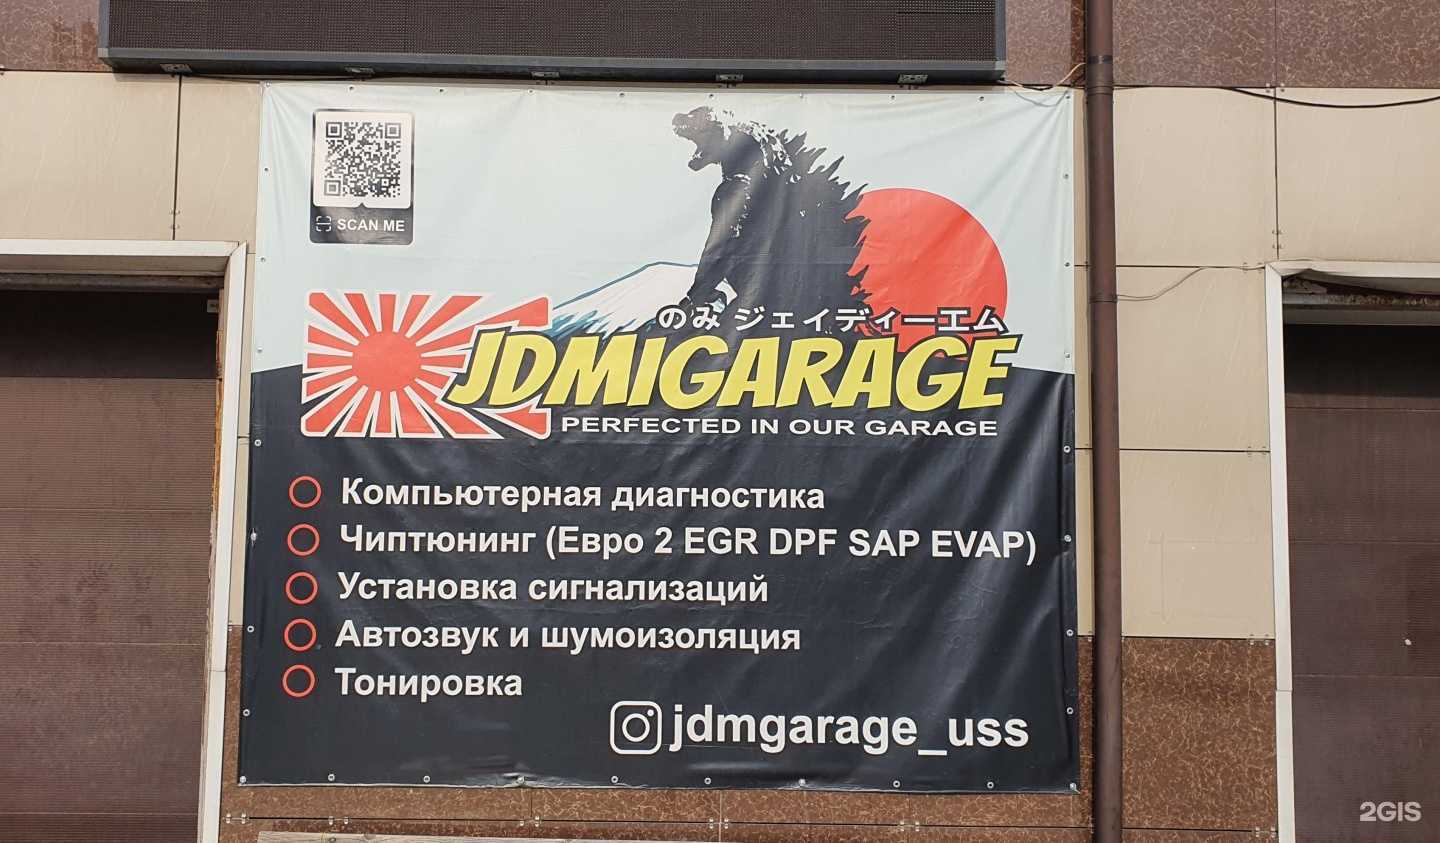 SCAN ME
のみ ジェイディーエム
JDMIGARAGE
PERFECTED IN OUR GARAGE
Компьютерная диагностика
Чиптюнинг (Евро 2 EGR DPF SAP EVAP)
Установка сигнализаций
Автозвук и шумоизоляция
Тонировка
jdmgarage_uss
2GIS